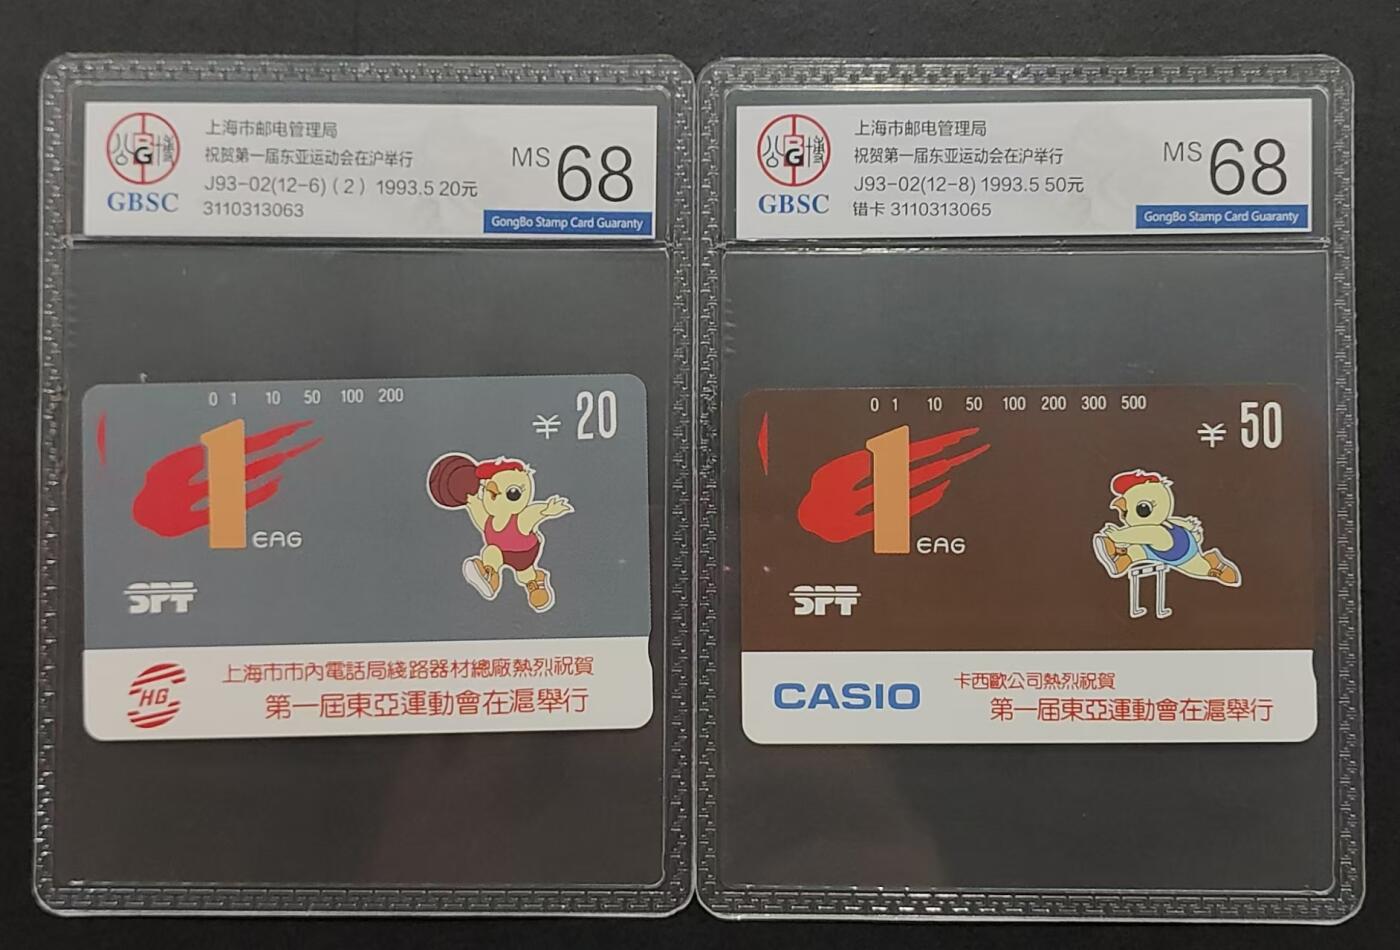 上海市邮电管理局
祝贺第一届东亚运动会在沪举行
J93-02(12-6)(2) 1993.5 20元
3110313063
GBSC
MS 68
GongBo Stamp Card Guaranty
0 1 10 50 100 200
¥ 20
1
EAG
SPT
HG
上海市市內電話局綫路器材總廠熱烈祝賀
第一屆東亞運動會在滬舉行
上海市邮电管理局
祝贺第一届东亚运动会在沪举行
J93-02(12-8) 1993.5 50元
错卡 3110313065
GBSC
MS 68
GongBo Stamp Card Guaranty
0 1 10 50 100 200 300 500
¥ 50
1
EAG
SPT
CASIO
卡西歐公司熱烈祝賀
第一屆東亞運動會在滬舉行